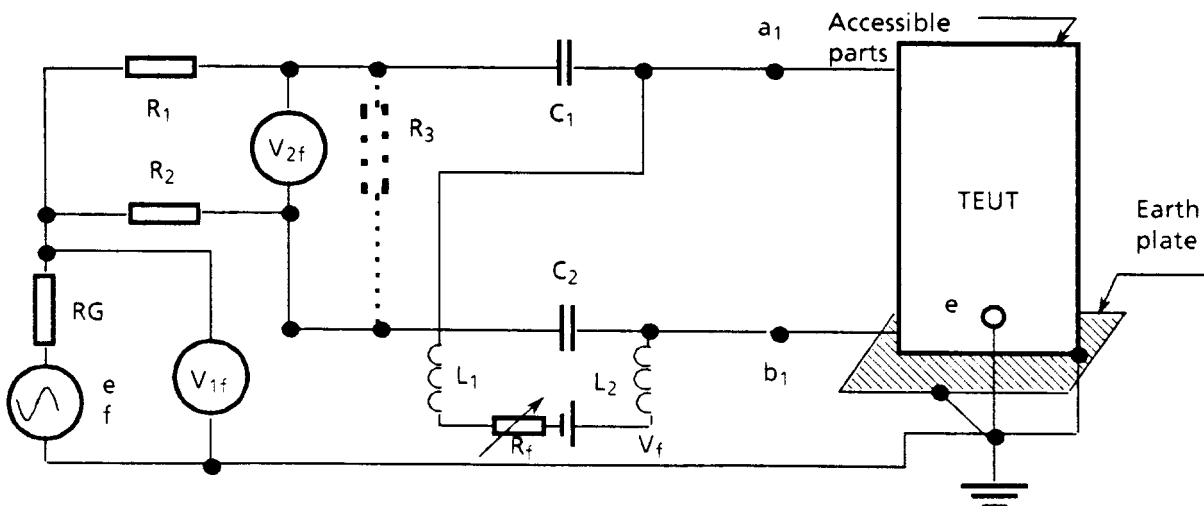 a₁
Accessible
parts
R₁
C₁
V₂f
R₃
R₂
TEUT
Earth
plate
RG
C₂
e
V₁f
e
f
L₁
L₂
b₁
Rf
Vf